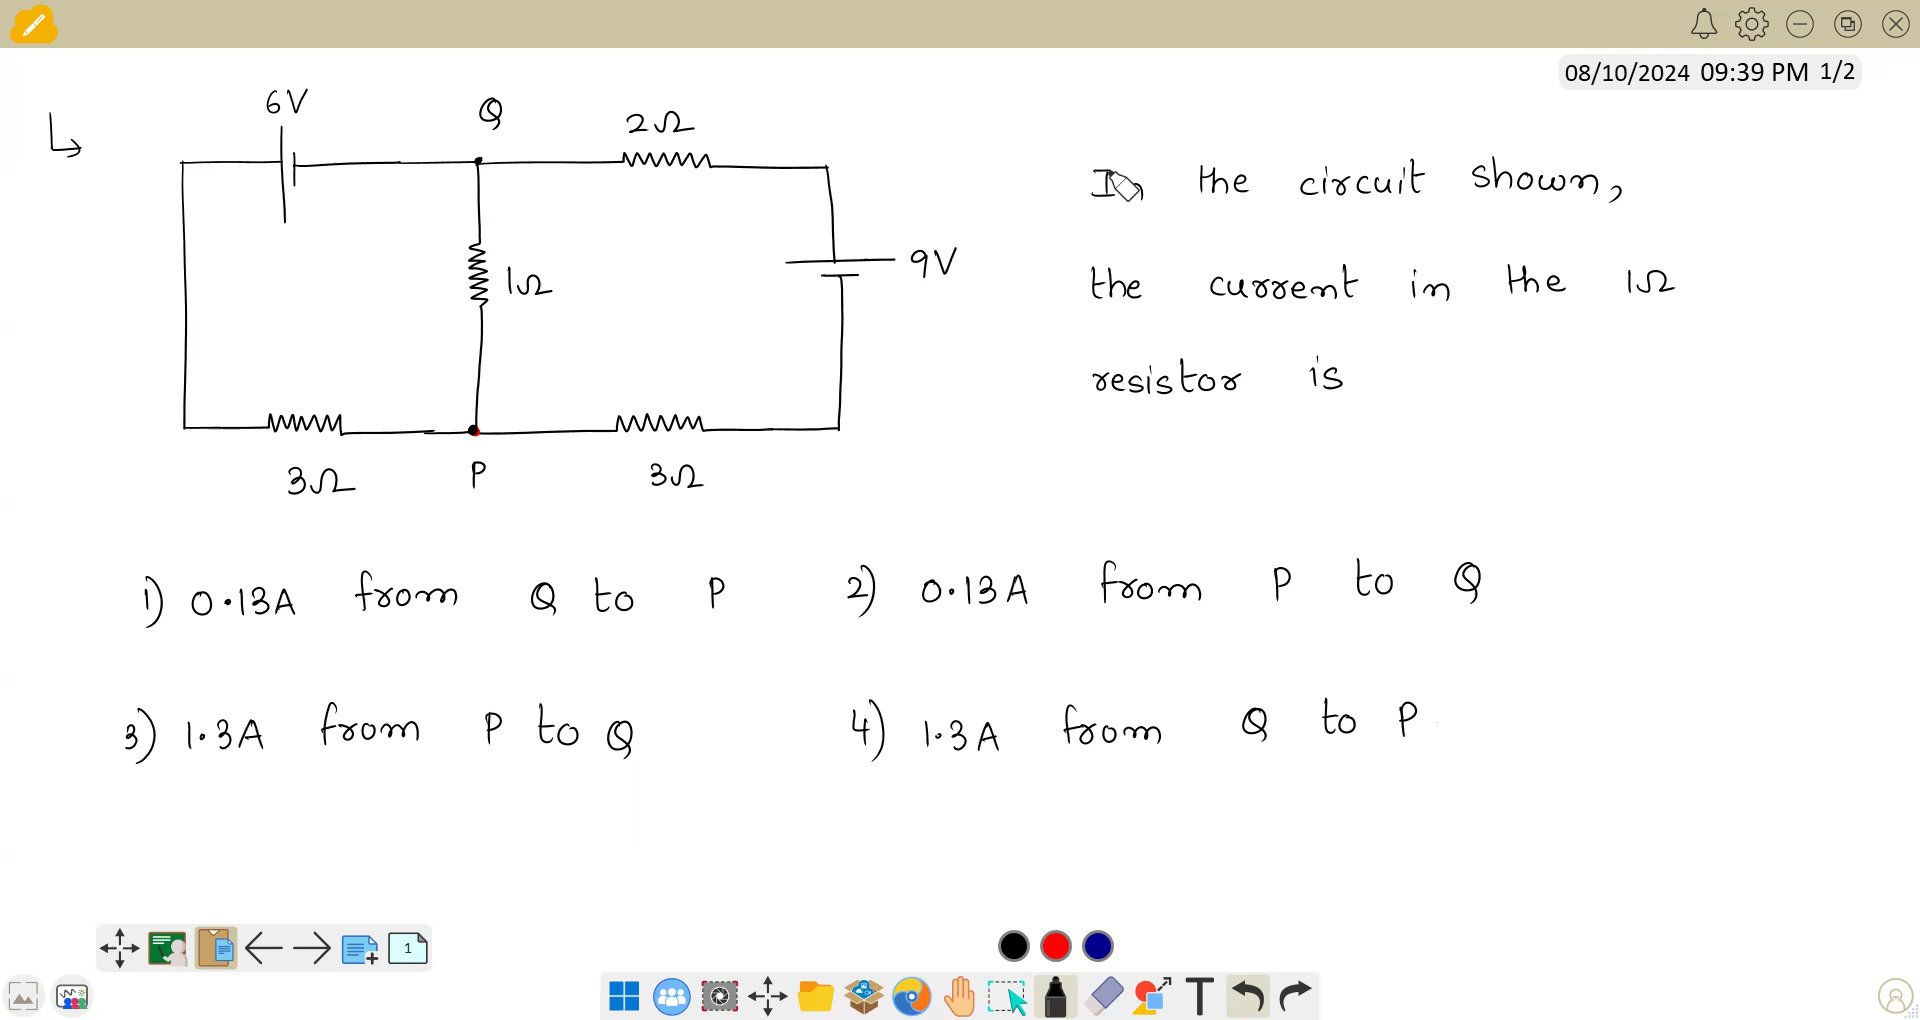 08/10/2024 09:39 PM 1/2
6V
Q
2Ω
In the circuit shown,
1Ω
9V
the current in the 1Ω
resistor is
3Ω
P
3Ω
1) 0.13A from Q to P
2) 0.13A from P to Q
3) 1.3A from P to Q
4) 1.3A from Q to P
1
T